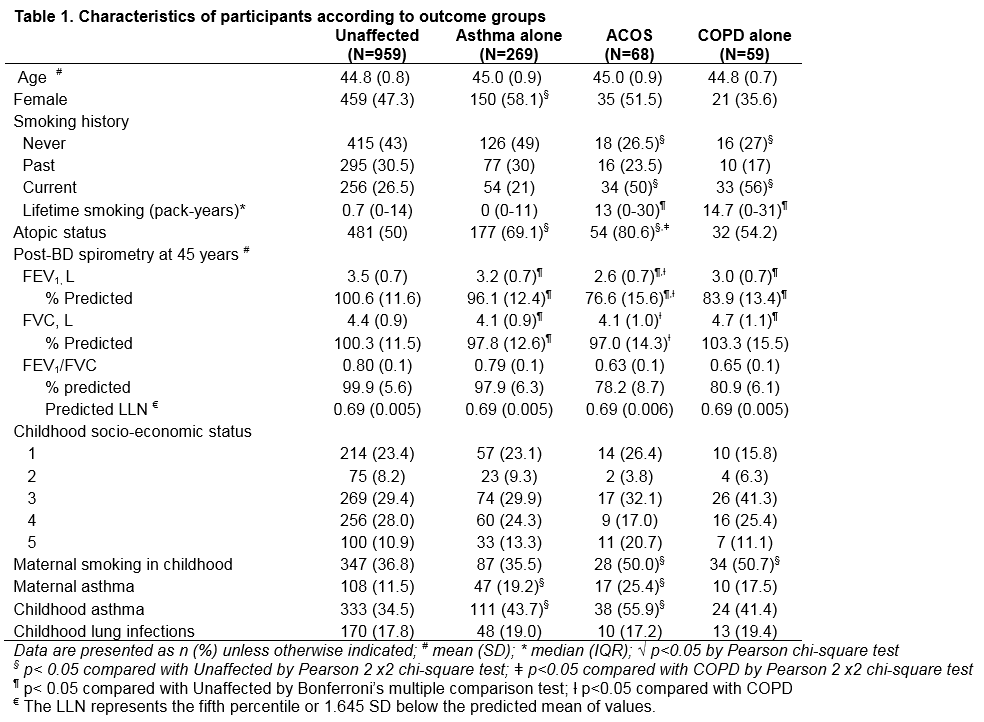 Table 1. Characteristics of participants according to outcome groups
Unaffected Asthma alone ACOS COPD alone
(N=959) (N=269) (N=68) (N=59)
Age # 44.8 (0.8) 45.0 (0.9) 45.0 (0.9) 44.8 (0.7)
Female 459 (47.3) 150 (58.1)§ 35 (51.5) 21 (35.6)
Smoking history
Never 415 (43) 126 (49) 18 (26.5)§ 16 (27)§
Past 295 (30.5) 77 (30) 16 (23.5) 10 (17)
Current 256 (26.5) 54 (21) 34 (50)§ 33 (56)§
Lifetime smoking (pack-years)* 0.7 (0-14) 0 (0-11) 13 (0-30)¶ 14.7 (0-31)¶
Atopic status 481 (50) 177 (69.1)§ 54 (80.6)§,ǂ 32 (54.2)
Post-BD spirometry at 45 years #
FEV1, L 3.5 (0.7) 3.2 (0.7)¶ 2.6 (0.7)¶,ƚ 3.0 (0.7)¶
% Predicted 100.6 (11.6) 96.1 (12.4)¶ 76.6 (15.6)¶,ƚ 83.9 (13.4)¶
FVC, L 4.4 (0.9) 4.1 (0.9)¶ 4.1 (1.0)ƚ 4.7 (1.1)¶
% Predicted 100.3 (11.5) 97.8 (12.6)¶ 97.0 (14.3)ƚ 103.3 (15.5)
FEV1/FVC 0.80 (0.1) 0.79 (0.1) 0.63 (0.1) 0.65 (0.1)
% predicted 99.9 (5.6) 97.9 (6.3) 78.2 (8.7) 80.9 (6.1)
Predicted LLN € 0.69 (0.005) 0.69 (0.005) 0.69 (0.006) 0.69 (0.005)
Childhood socio-economic status
1 214 (23.4) 57 (23.1) 14 (26.4) 10 (15.8)
2 75 (8.2) 23 (9.3) 2 (3.8) 4 (6.3)
3 269 (29.4) 74 (29.9) 17 (32.1) 26 (41.3)
4 256 (28.0) 60 (24.3) 9 (17.0) 16 (25.4)
5 100 (10.9) 33 (13.3) 11 (20.7) 7 (11.1)
Maternal smoking in childhood 347 (36.8) 87 (35.5) 28 (50.0)§ 34 (50.7)§
Maternal asthma 108 (11.5) 47 (19.2)§ 17 (25.4)§ 10 (17.5)
Childhood asthma 333 (34.5) 111 (43.7)§ 38 (55.9)§ 24 (41.4)
Childhood lung infections 170 (17.8) 48 (19.0) 10 (17.2) 13 (19.4)
Data are presented as n (%) unless otherwise indicated; # mean (SD); * median (IQR); √ p<0.05 by Pearson chi-square test
§ p< 0.05 compared with Unaffected by Pearson 2 x2 chi-square test; ǂ p<0.05 compared with COPD by Pearson 2 x2 chi-square test
¶ p< 0.05 compared with Unaffected by Bonferroni's multiple comparison test; ƚ p<0.05 compared with COPD
€ The LLN represents the fifth percentile or 1.645 SD below the predicted mean of values.